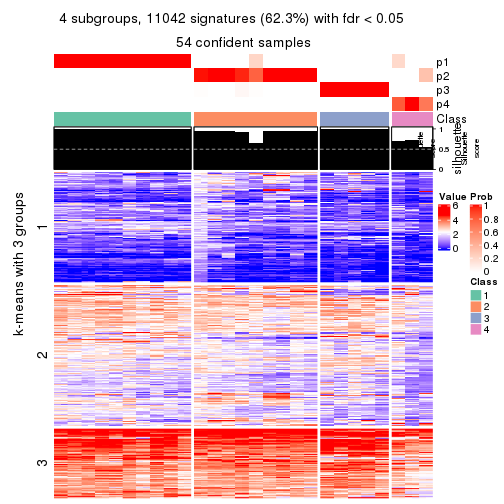 4 subgroups, 11042 signatures (62.3%) with fdr < 0.05
54 confident samples
p1
p2
p3
p4
Class
1
0.5
0
silhouette
Silhouette
score
k-means with 3 groups
1
2
3
Value
6
4
2
0
Prob
1
0.8
0.6
0.4
0.2
0
Class
1
2
3
4